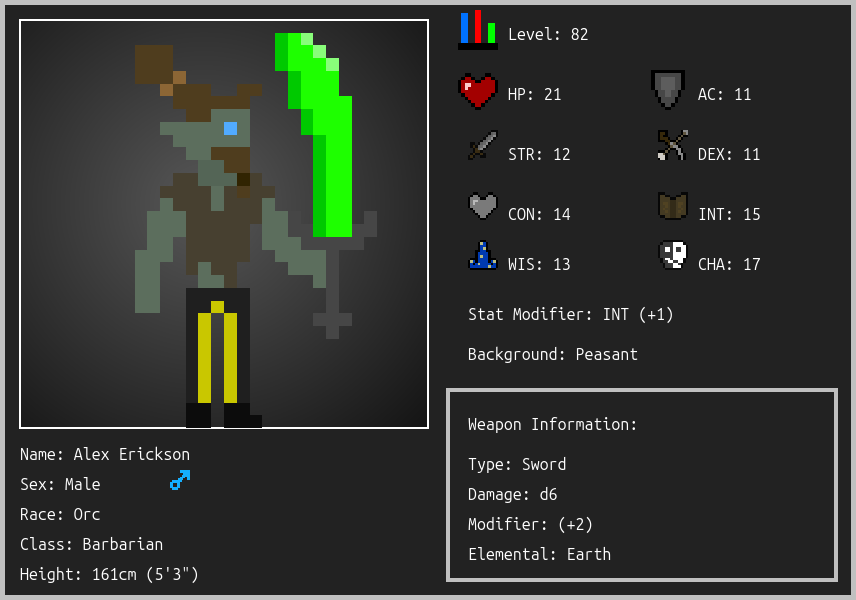 Level: 82
HP: 21
AC: 11
STR: 12
DEX: 11
CON: 14
INT: 15
WIS: 13
CHA: 17
Stat Modifier: INT (+1)
Background: Peasant
Weapon Information:
Type: Sword
Damage: d6
Modifier: (+2)
Elemental: Earth
Name: Alex Erickson
Sex: Male
Race: Orc
Class: Barbarian
Height: 161cm (5'3")